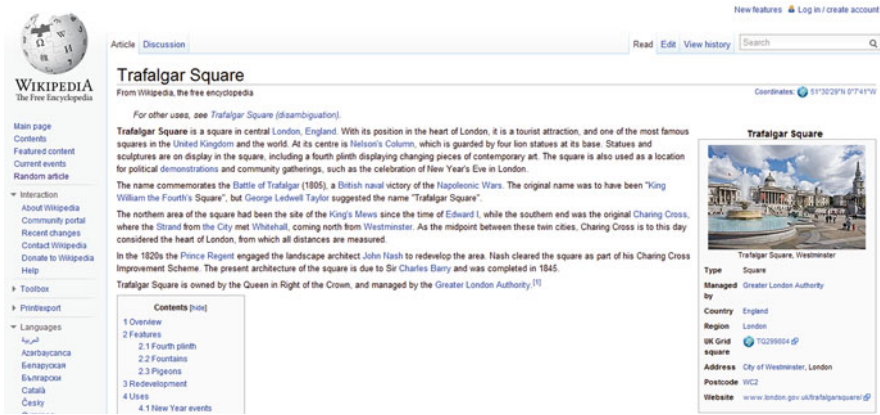 New features Log in / create account
WIKIPEDIA
The Free Encyclopedia
Main page
Contents
Featured content
Current events
Random article
Interaction
About Wikipedia
Community portal
Recent changes
Contact Wikipedia
Donate to Wikipedia
Help
Toolbox
Print/export
Languages
العربية
Azərbaycanca
Беларуская
Български
Català
Česky
Article Discussion Read Edit View history Search
Trafalgar Square
From Wikipedia, the free encyclopedia
Coordinates: 51°30′29″N 0°7′41″W
For other uses, see Trafalgar Square (disambiguation).
Trafalgar Square is a square in central London, England. With its position in the heart of London, it is a tourist attraction, and one of the most famous
squares in the United Kingdom and the world. At its centre is Nelson's Column, which is guarded by four lion statues at its base. Statues and
sculptures are on display in the square, including a fourth plinth displaying changing pieces of contemporary art. The square is also used as a location
for political demonstrations and community gatherings, such as the celebration of New Year's Eve in London.
The name commemorates the Battle of Trafalgar (1805), a British naval victory of the Napoleonic Wars. The original name was to have been "King
William the Fourth's Square", but George Ledwell Taylor suggested the name "Trafalgar Square".
The northern area of the square had been the site of the King's Mews since the time of Edward I, while the southern end was the original Charing Cross,
where the Strand from the City met Whitehall, coming north from Westminster. As the midpoint between these twin cities, Charing Cross is to this day
considered the heart of London, from which all distances are measured.
In the 1820s the Prince Regent engaged the landscape architect John Nash to redevelop the area. Nash cleared the square as part of his Charing Cross
Improvement Scheme. The present architecture of the square is due to Sir Charles Barry and was completed in 1845.
Trafalgar Square is owned by the Queen in Right of the Crown, and managed by the Greater London Authority.[1]
Contents [hide]
1 Overview
2 Features
2.1 Fourth plinth
2.2 Fountains
2.3 Pigeons
3 Redevelopment
4 Uses
4.1 New Year events
Trafalgar Square
Trafalgar Square, Westminster
Type Square
Managed by Greater London Authority
Country England
Region London
UK Grid square TQ299804
Address City of Westminster, London
Postcode WC2
Website www.london.gov.uk/trafalgarsquare/